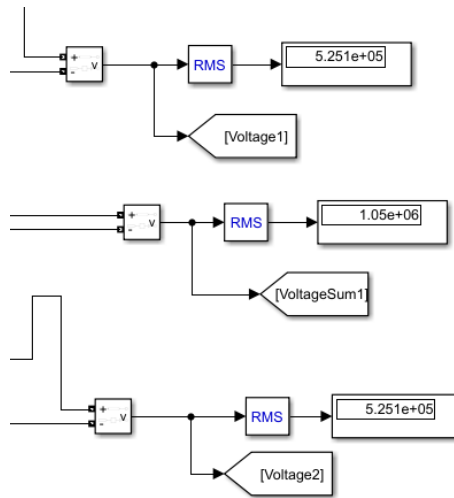 +
-
v
RMS
5.251e+05
[Voltage1]
+
-
v
RMS
1.05e+06
[VoltageSum1]
+
-
v
RMS
5.251e+05
[Voltage2]